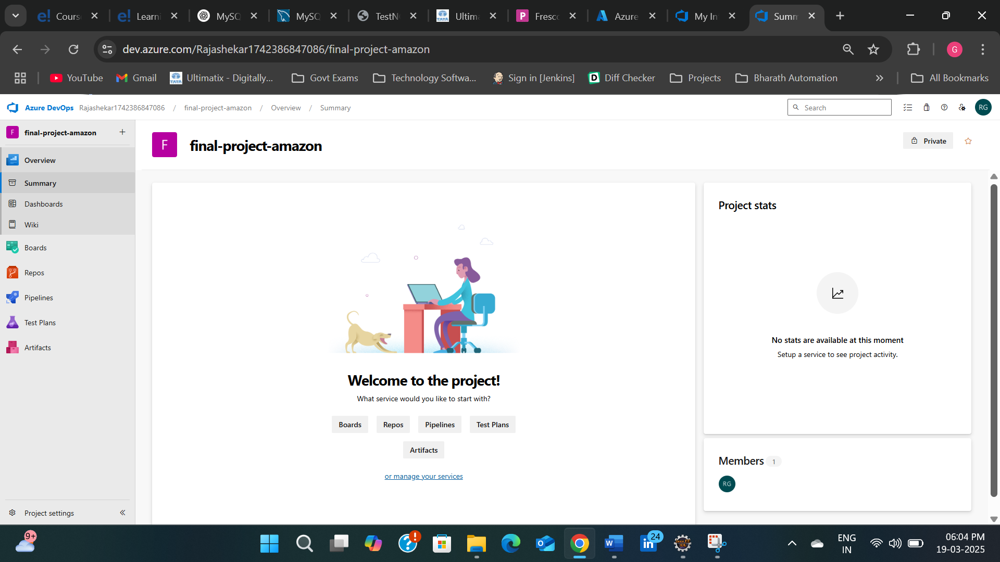 Cours
Learni
MySQ
MySQ
TestN
Ultima
Fresco
Azure
My In
Summ
dev.azure.com/Rajashekar1742386847086/final-project-amazon
G
YouTube
Gmail
TATA
Ultimatix - Digitally...
Govt Exams
Technology Softwa...
Sign in [Jenkins]
Diff Checker
Projects
Bharath Automation
All Bookmarks
Azure DevOps
Rajashekar1742386847086 / final-project-amazon / Overview / Summary
Search
RG
F final-project-amazon
Overview
Summary
Dashboards
Wiki
Boards
Repos
Pipelines
Test Plans
Artifacts
Project settings
F final-project-amazon
Private
Welcome to the project!
What service would you like to start with?
Boards
Repos
Pipelines
Test Plans
Artifacts
or manage your services
Project stats
No stats are available at this moment
Setup a service to see project activity.
Members 1
RG
9+
24
ENG
IN
06:04 PM
19-03-2025